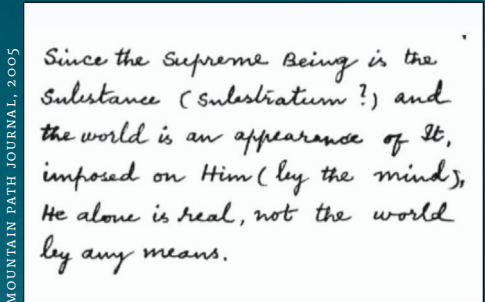 MOUNTAIN PATH JOURNAL, 2005
Since the Supreme Being is the
Substance (Substratum ?) and
the world is an appearance of It,
imposed on Him (by the mind),
He alone is real, not the world
by any means.